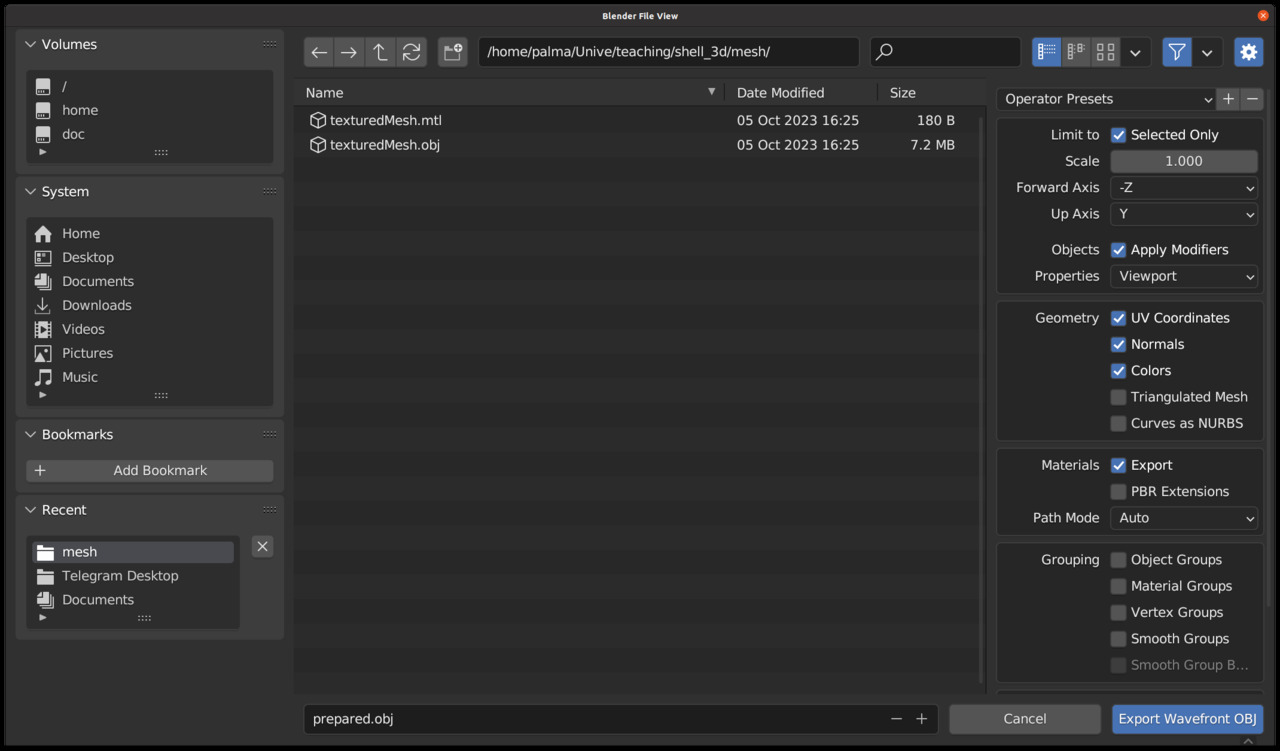 Blender File View
Volumes
/
home
doc
System
Home
Desktop
Documents
Downloads
Videos
Pictures
Music
Bookmarks
Add Bookmark
Recent
mesh
Telegram Desktop
Documents
/home/palma/Unive/teaching/shell_3d/mesh/
Name Date Modified Size
texturedMesh.mtl 05 Oct 2023 16:25 180 B
texturedMesh.obj 05 Oct 2023 16:25 7.2 MB
prepared.obj
Cancel
Export Wavefront OBJ
Operator Presets
Limit to Selected Only
Scale 1.000
Forward Axis -Z
Up Axis Y
Objects Apply Modifiers
Properties Viewport
Geometry UV Coordinates
Normals
Colors
Triangulated Mesh
Curves as NURBS
Materials Export
PBR Extensions
Path Mode Auto
Grouping Object Groups
Material Groups
Vertex Groups
Smooth Groups
Smooth Group B...